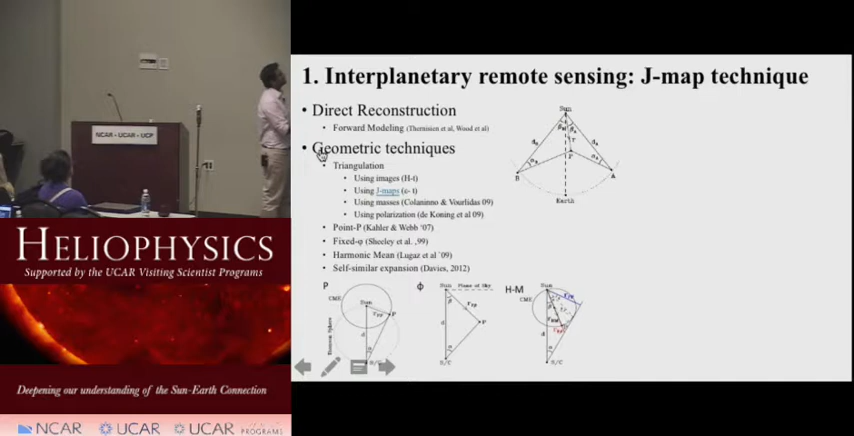 NCAR • UCAR • UCP
HELIOPHYSICS
Supported by the UCAR Visiting Scientist Programs
Deepening our understanding of the Sun-Earth Connection
NCAR
UCAR
UCAR
PROGRAMS
1. Interplanetary remote sensing: J-map technique
• Direct Reconstruction
• Forward Modeling (Thernisien et al, Wood et al)
• Geometric techniques
• Triangulation
• Using images (H-t)
• Using J-maps (ε- t)
• Using masses (Colaninno & Vourlidas 09)
• Using polarization (de Koning et al 09)
• Point-P (Kahler & Webb '07)
• Fixed-φ (Sheeley et al. ,99)
• Harmonic Mean (Lugaz et al `09)
• Self-similar expansion (Davies, 2012)
Sun
B
P
A
Earth
P
CME
Sun
P
d
Thomson Sphere
S/C
ϕ
Sun
Plane of Sky
β
d
P
S/C
H-M
Sun
CME
d
S/C